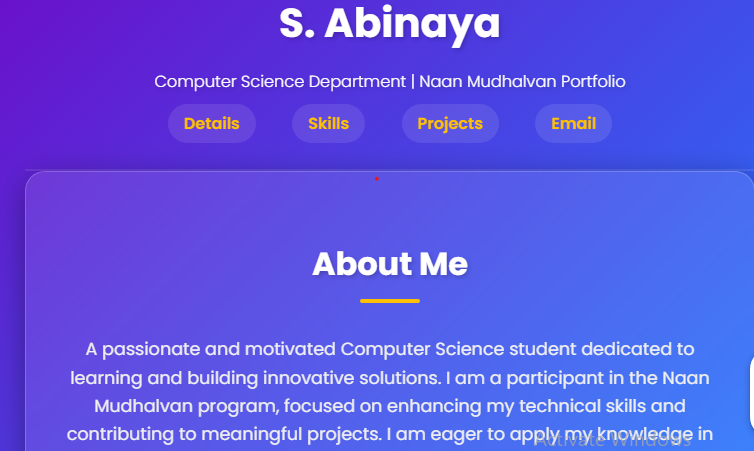 S. Abinaya
Computer Science Department | Naan Mudhalvan Portfolio
Details Skills Projects Email
About Me
A passionate and motivated Computer Science student dedicated to
learning and building innovative solutions. I am a participant in the Naan
Mudhalvan program, focused on enhancing my technical skills and
contributing to meaningful projects. I am eager to apply my knowledge in
Activate Windows